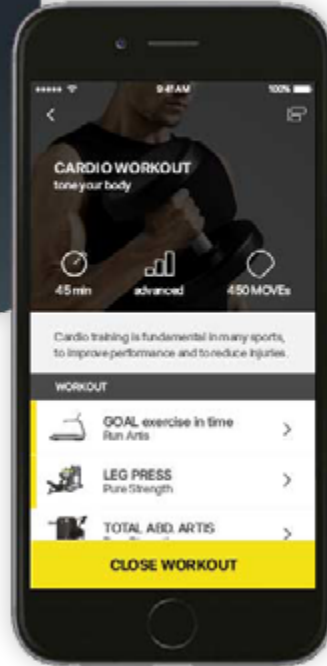 9:41 AM 100%
CARDIO WORKOUT
tone your body
45 min advanced 450 MOVEs
Cardio training is fundamental in many sports,
to improve performance and to reduce injuries.
WORKOUT
GOAL exercise in time
Run Artis
LEG PRESS
Pure Strength
TOTAL ABD. ARTIS
CLOSE WORKOUT